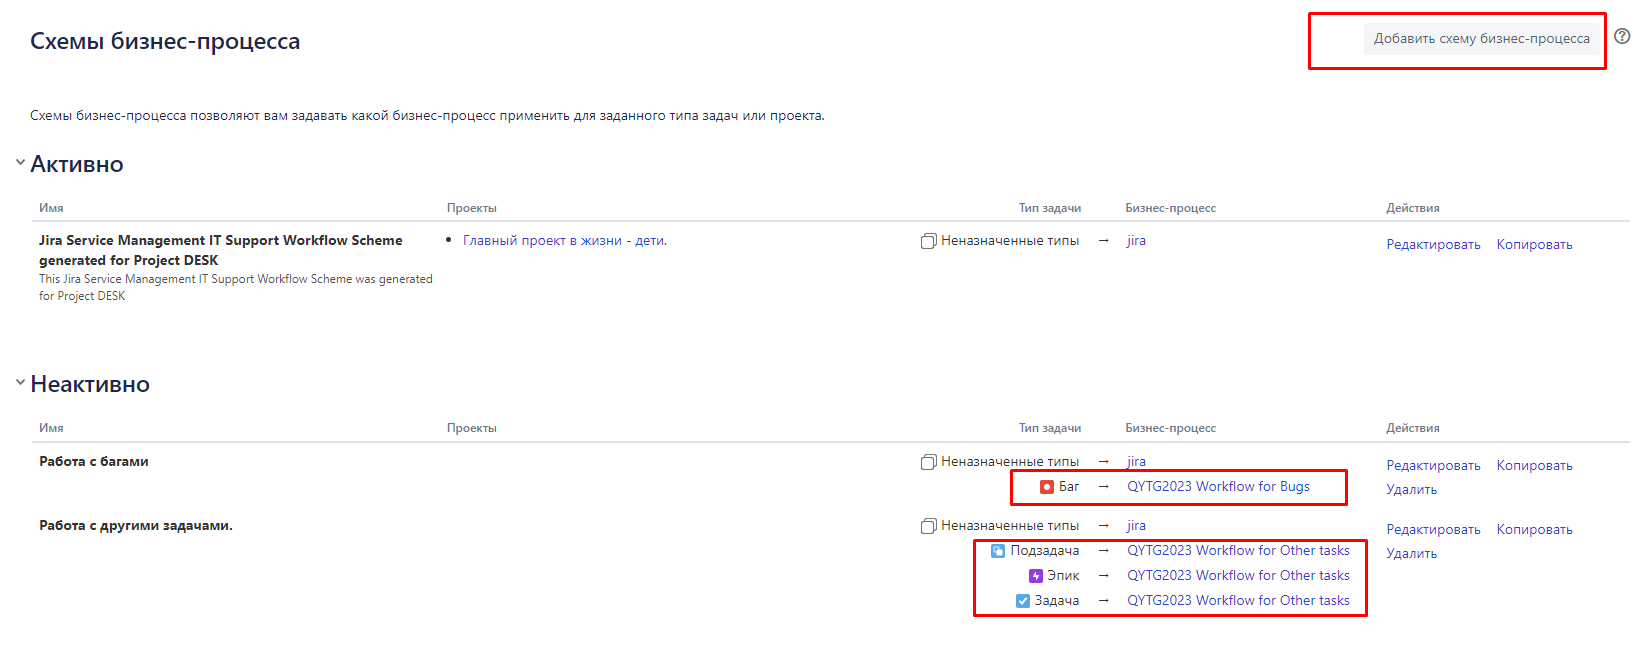 Схемы бизнес-процесса
Добавить схему бизнес-процесса
Схемы бизнес-процесса позволяют вам задавать какой бизнес-процесс применить для заданного типа задач или проекта.
Активно
Имя Проекты Тип задачи Бизнес-процесс Действия
Jira Service Management IT Support Workflow Scheme • Главный проект в жизни - дети. Неназначенные типы → jira Редактировать Копировать
generated for Project DESK
This Jira Service Management IT Support Workflow Scheme was generated
for Project DESK
Неактивно
Имя Проекты Тип задачи Бизнес-процесс Действия
Работа с багами Неназначенные типы → jira Редактировать Копировать
Баг → QYTG2023 Workflow for Bugs Удалить
Работа с другими задачами. Неназначенные типы → jira Редактировать Копировать
Подзадача → QYTG2023 Workflow for Other tasks Удалить
Эпик → QYTG2023 Workflow for Other tasks
Задача → QYTG2023 Workflow for Other tasks